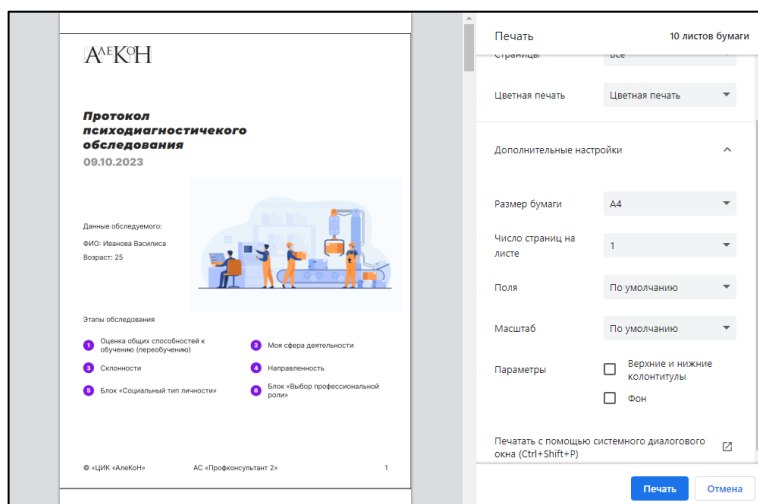 АлеКоН
Протокол
психодиагностичекого
обследования
09.10.2023
Данные обследуемого:
ФИО: Иванова Василиса
Возраст: 25
Этапы обследования
1 Оценка общих способностей к
обучению (переобучению)
2 Моя сфера деятельности
3 Склонности
4 Направленность
5 Блок «Социальный тип личности»
6 Блок «Выбор профессиональной
роли»
© «ЦИК «АлеКоН» АС «Профконсультант 2» 1
Печать 10 листов бумаги
Страницы Все
Цветная печать Цветная печать
Дополнительные настройки
Размер бумаги A4
Число страниц на
листе 1
Поля По умолчанию
Масштаб По умолчанию
Параметры Верхние и нижние
колонтитулы
Фон
Печатать с помощью системного диалогового
окна (Ctrl+Shift+P)
Печать Отмена